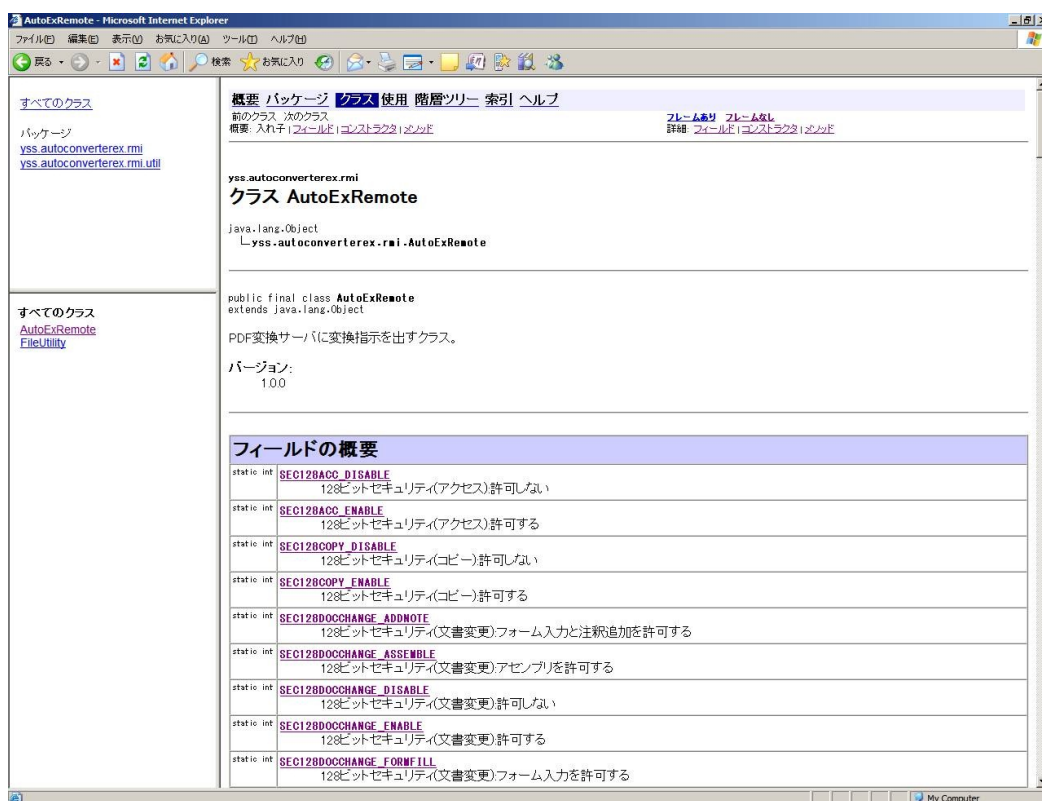 AutoExRemote - Microsoft Internet Explorer
ファイル(F) 編集(E) 表示(V) お気に入り(A) ツール(T) ヘルプ(H)
戻る 検索 お気に入り
すべてのクラス
パッケージ
yss.autoconverterex.rmi
yss.autoconverterex.rmi.util
すべてのクラス
AutoExRemote
FileUtility
概要 パッケージ クラス 使用 階層ツリー 索引 ヘルプ
前のクラス 次のクラス フレームあり フレームなし
概要: 入れ子 | フィールド | コンストラクタ | メソッド 詳細: フィールド | コンストラクタ | メソッド
yss.autoconverterex.rmi
クラス AutoExRemote
java.lang.Object
yss.autoconverterex.rmi.AutoExRemote
public final class AutoExRemote
extends java.lang.Object
PDF変換サーバに変換指示を出すクラス。
バージョン:
1.0.0
フィールドの概要
static int SEC128ACC_DISABLE
128ビットセキュリティ(アクセス):許可しない
static int SEC128ACC_ENABLE
128ビットセキュリティ(アクセス):許可する
static int SEC128COPY_DISABLE
128ビットセキュリティ(コピー):許可しない
static int SEC128COPY_ENABLE
128ビットセキュリティ(コピー):許可する
static int SEC128DOCCHANGE_ADDNOTE
128ビットセキュリティ(文書変更):フォーム入力と注釈追加を許可する
static int SEC128DOCCHANGE_ASSEMBLE
128ビットセキュリティ(文書変更):アセンブリを許可する
static int SEC128DOCCHANGE_DISABLE
128ビットセキュリティ(文書変更):許可しない
static int SEC128DOCCHANGE_ENABLE
128ビットセキュリティ(文書変更):許可する
static int SEC128DOCCHANGE_FORMFILL
128ビットセキュリティ(文書変更):フォーム入力を許可する
My Computer